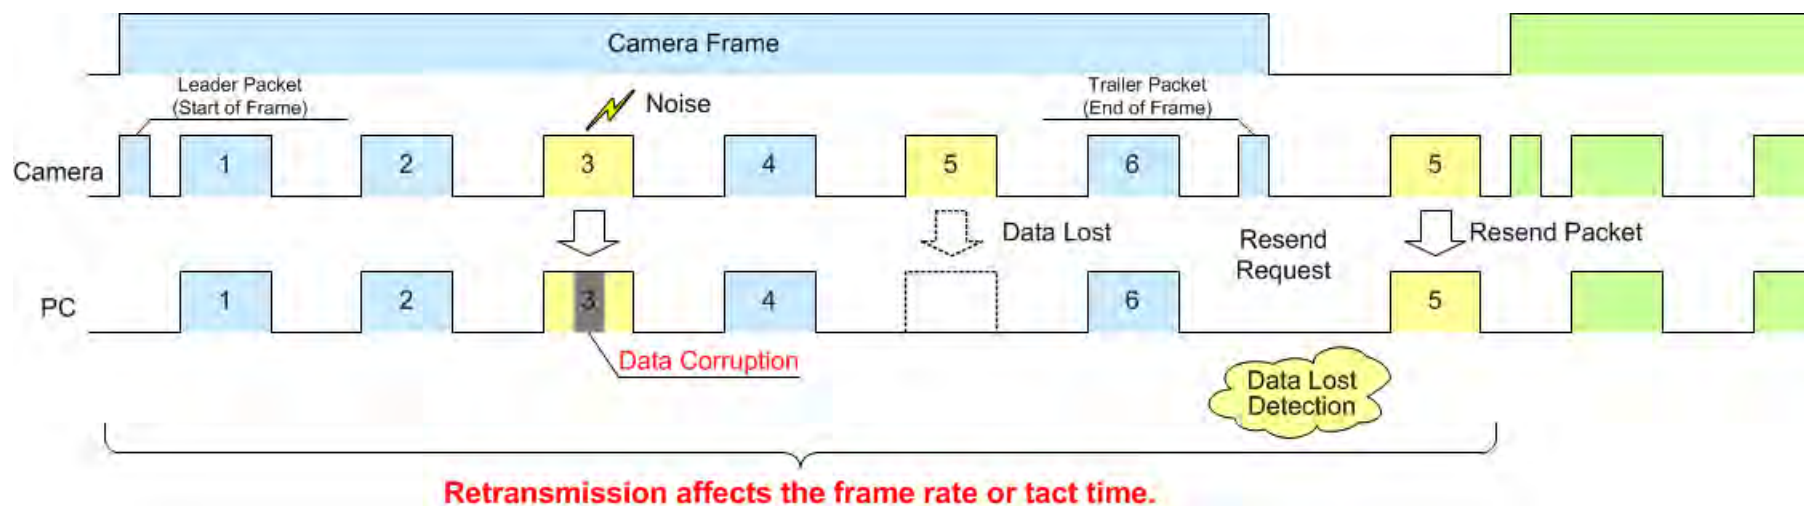 Camera Frame
Leader Packet
(Start of Frame)
Noise
Trailer Packet
(End of Frame)
Camera
1
2
3
4
5
6
5
Data Lost
Resend
Request
Resend Packet
PC
1
2
3
4
6
5
Data Corruption
Data Lost
Detection
Retransmission affects the frame rate or tact time.